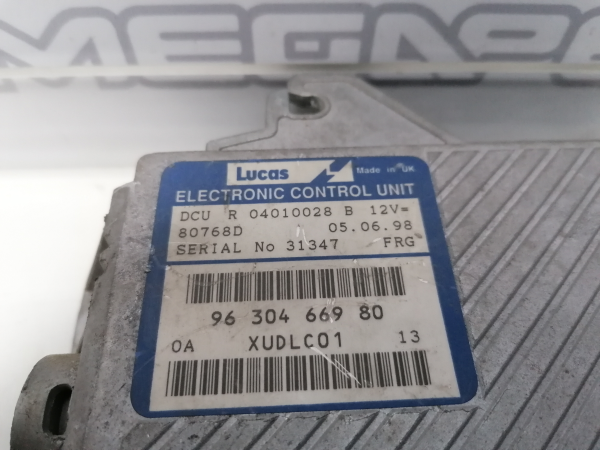 Lucas Made in UK
ELECTRONIC CONTROL UNIT
DCU R 04010028 B 12V=
80768D 05.06.98
SERIAL No 31347 FRG
96 304 669 80
OA XUDLC01 13